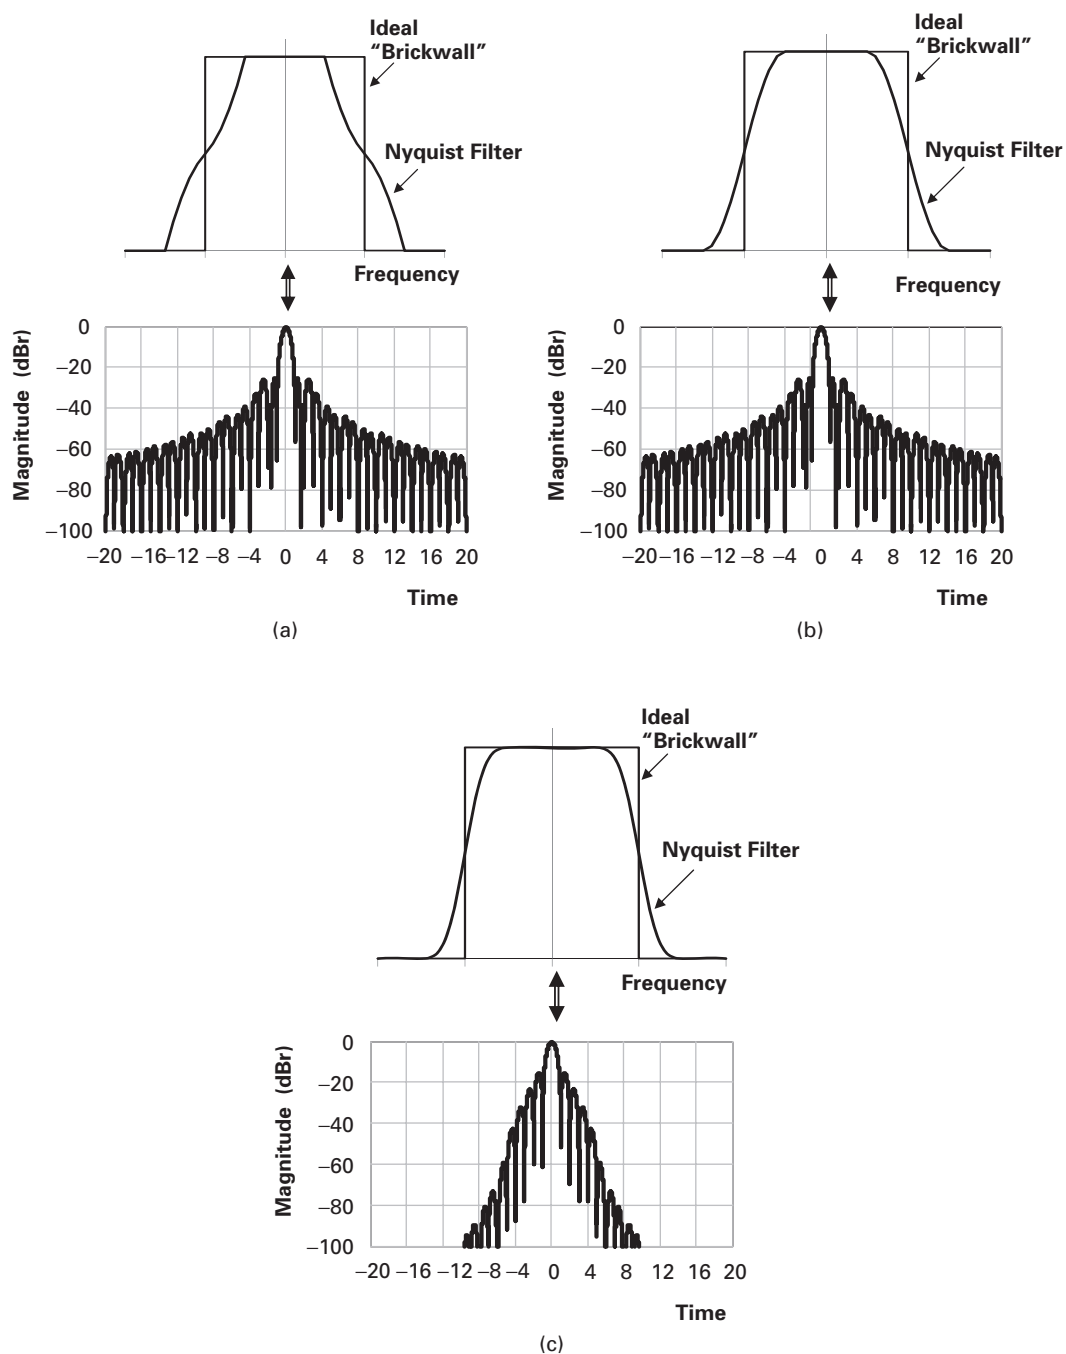 Ideal
“Brickwall”
Nyquist Filter
Frequency
Magnitude (dBr)
0
−20
−40
−60
−80
−100
−20 −16 −12 −8 −4 0 4 8 12 16 20
Time
(a)
Ideal
“Brickwall”
Nyquist Filter
Frequency
Magnitude (dBr)
0
−20
−40
−60
−80
−100
−20 −16 −12 −8 −4 0 4 8 12 16 20
Time
(b)
Ideal
“Brickwall”
Nyquist Filter
Frequency
Magnitude (dBr)
0
−20
−40
−60
−80
−100
−20 −16 −12 −8 −4 0 4 8 12 16 20
Time
(c)